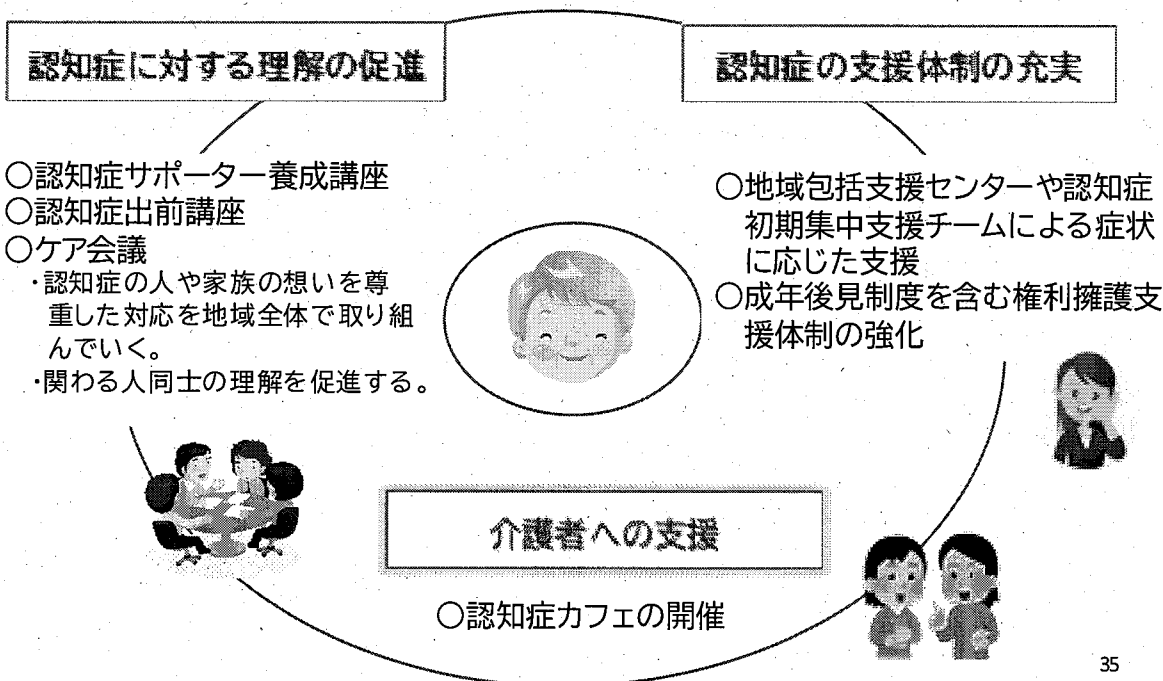 認知症に対する理解の促進
○認知症サポーター養成講座
○認知症出前講座
○ケア会議
・認知症の人や家族の想いを尊
重した対応を地域全体で取り組
んでいく。
・関わる人同士の理解を促進する。
認知症の支援体制の充実
○地域包括支援センターや認知症
初期集中支援チームによる症状
に応じた支援
○成年後見制度を含む権利擁護支
援体制の強化
介護者への支援
○認知症カフェの開催
35